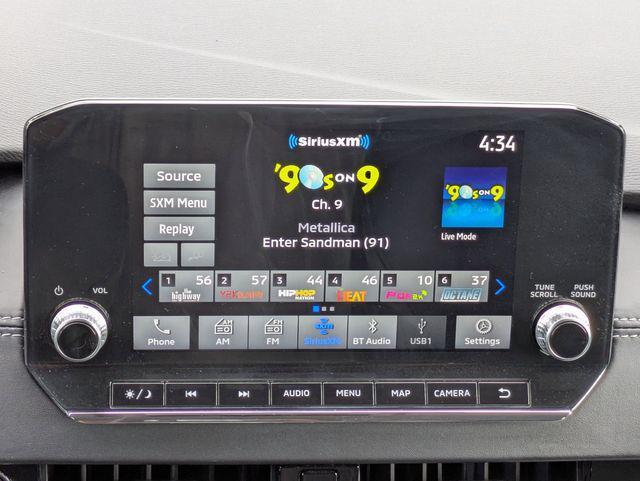 SiriusXM
4:34
'90s ON 9
Source
Ch. 9
'90s ON 9
SXM Menu
Metallica
Replay
Enter Sandman (91)
Live Mode
1 56 2 57 3 44 4 46 5 10 6 37
the highway HIPHOP NATION HEAT POP2K OCTANE
VOL
TUNE SCROLL
PUSH SOUND
Phone AM FM SiriusXM BT Audio USB1 Settings
AUDIO MENU MAP CAMERA